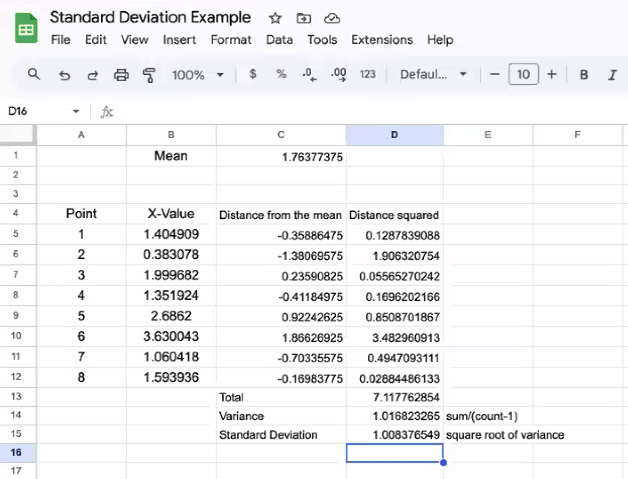 Standard Deviation Example
File Edit View Insert Format Data Tools Extensions Help
100% $ % .0 .00 123 Defaul... − 10 + B I
D16 fx
A B C D E F
1 Mean 1.76377375
2
3
4 Point X-Value Distance from the mean Distance squared
5 1 1.404909 -0.35886475 0.1287839088
6 2 0.383078 -1.38069575 1.906320754
7 3 1.999682 0.23590825 0.05565270242
8 4 1.351924 -0.41184975 0.1696202166
9 5 2.6862 0.92242625 0.8508701867
10 6 3.630043 1.86626925 3.482960913
11 7 1.060418 -0.70335575 0.4947093111
12 8 1.593936 -0.16983775 0.02884486133
13 Total 7.117762854
14 Variance 1.016823265 sum/(count-1)
15 Standard Deviation 1.008376549 square root of variance
16
17